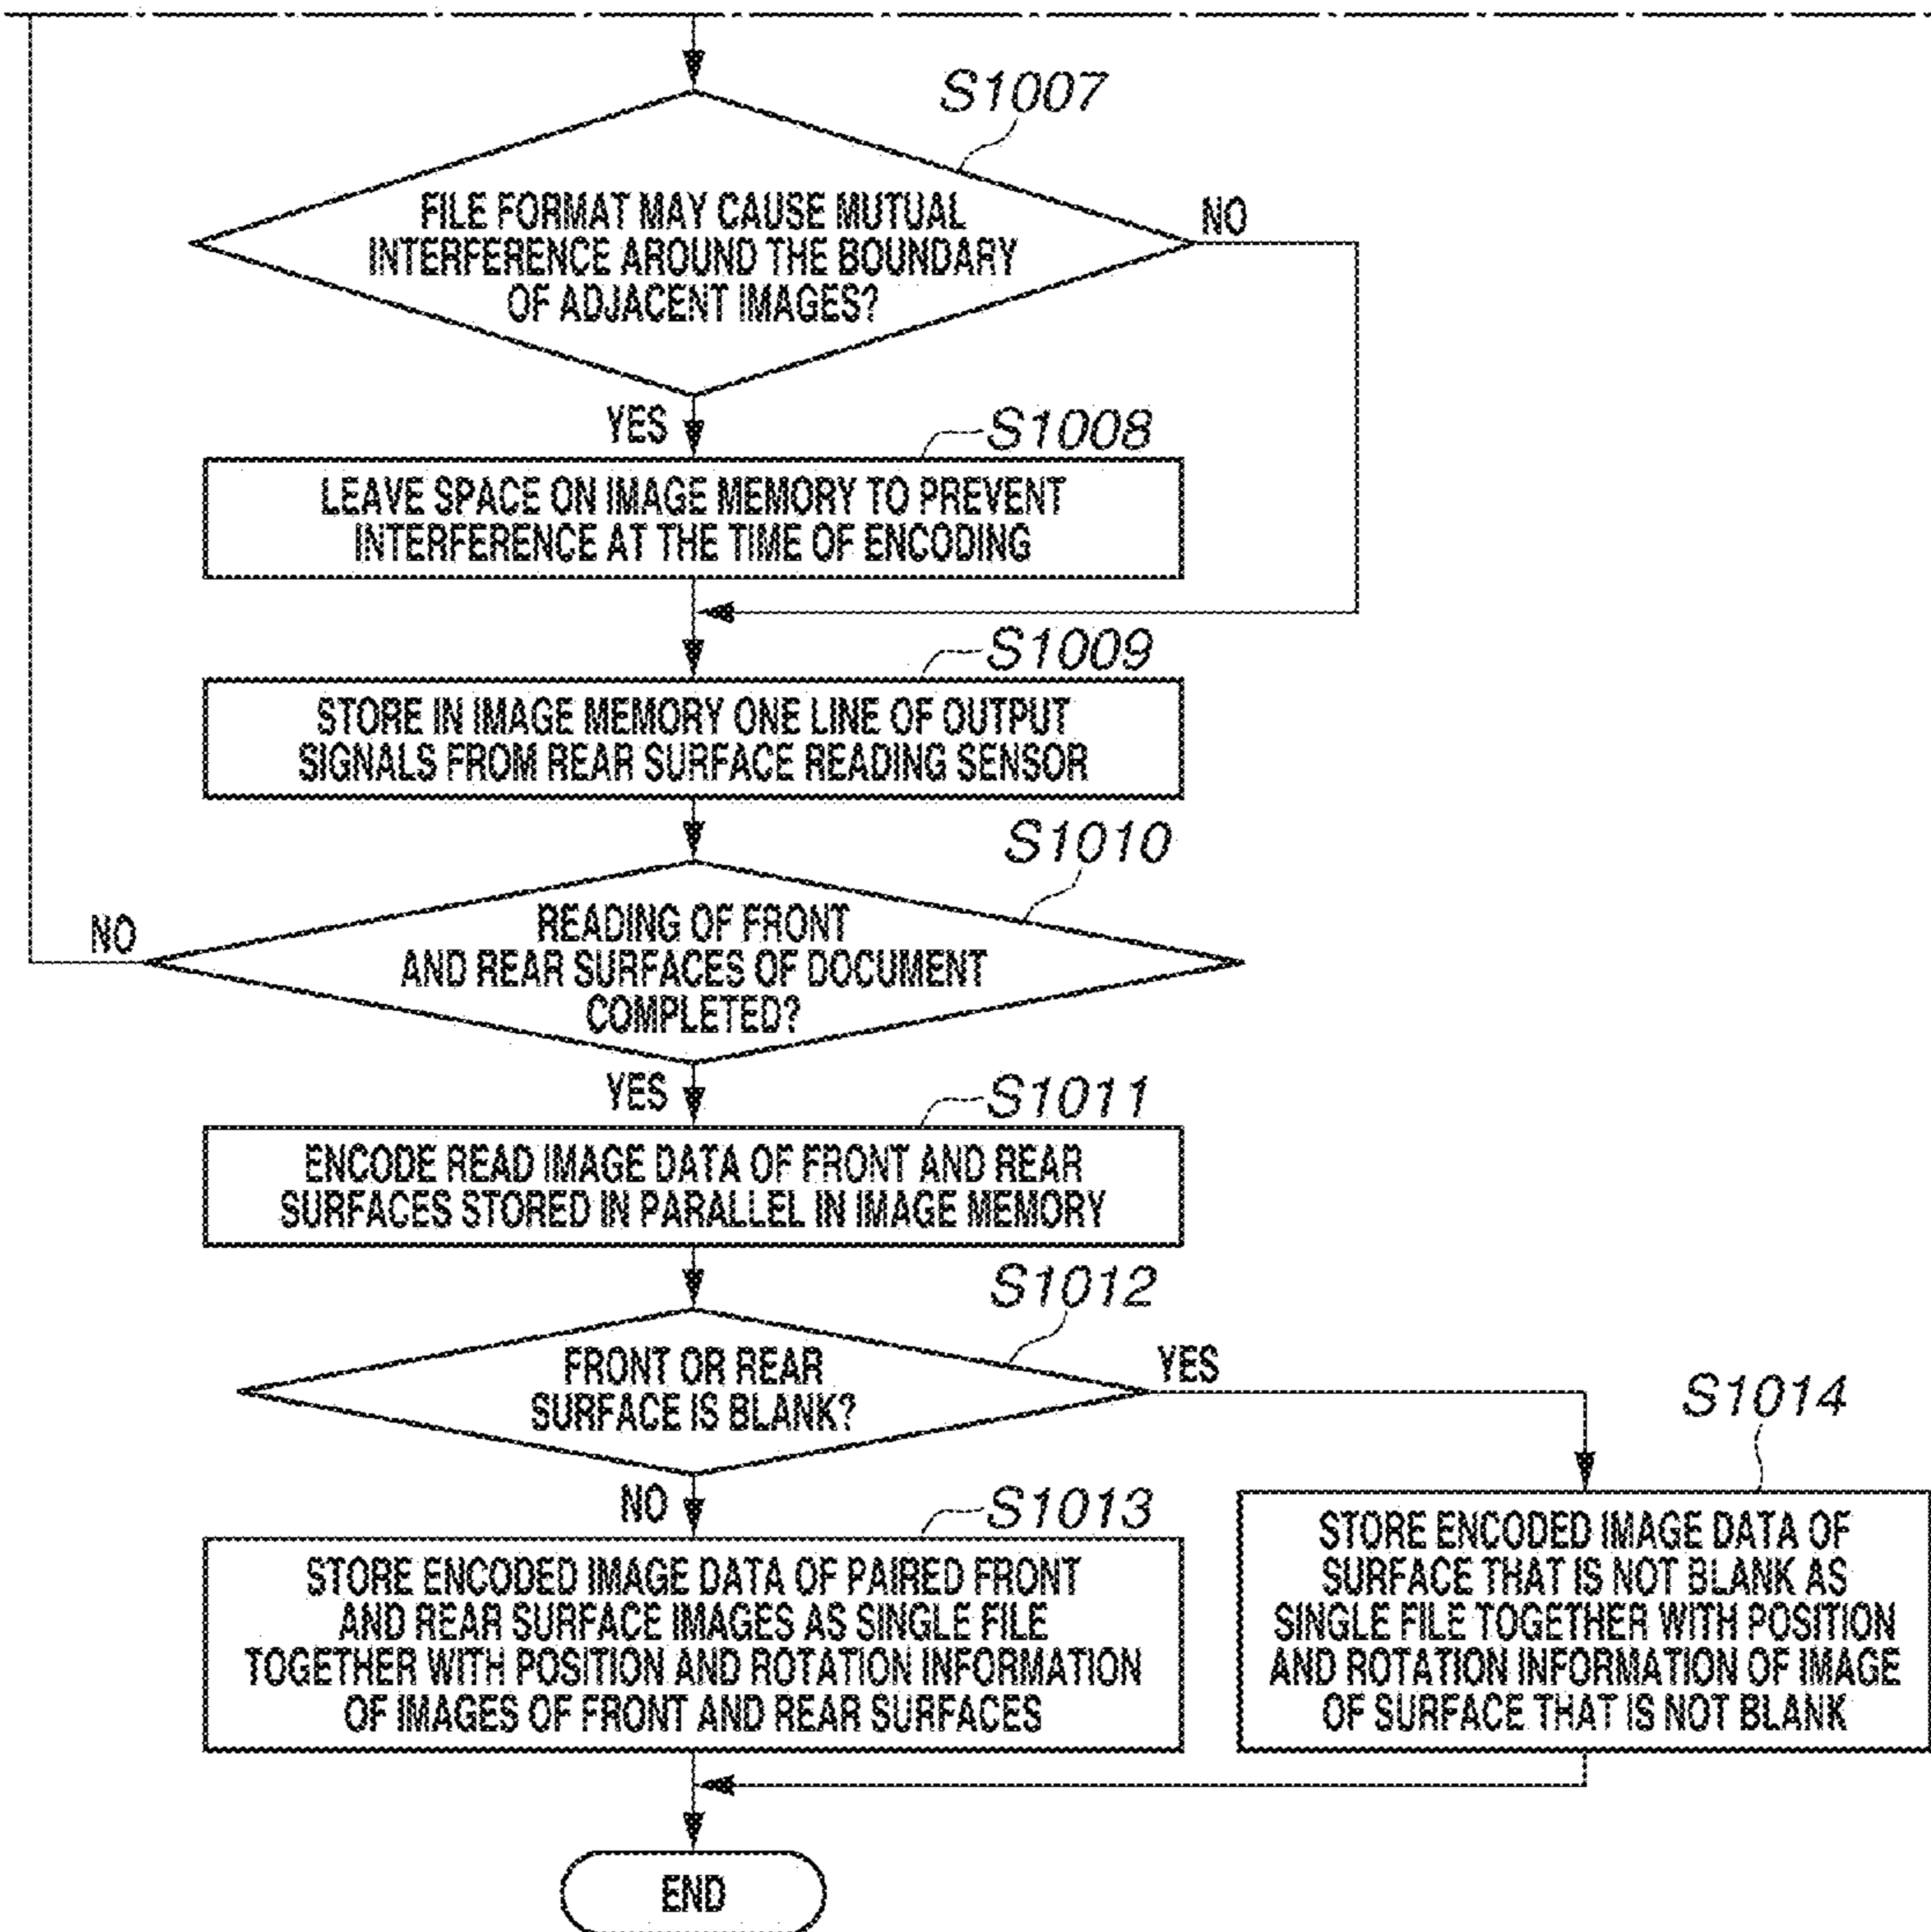 S1007
FILE FORMAT MAY CAUSE MUTUAL
INTERFERENCE AROUND THE BOUNDARY
OF ADJACENT IMAGES?
NO
YES
S1008
LEAVE SPACE ON IMAGE MEMORY TO PREVENT
INTERFERENCE AT THE TIME OF ENCODING
S1009
STORE IN IMAGE MEMORY ONE LINE OF OUTPUT
SIGNALS FROM REAR SURFACE READING SENSOR
S1010
NO
READING OF FRONT
AND REAR SURFACES OF DOCUMENT
COMPLETED?
YES
S1011
ENCODE READ IMAGE DATA OF FRONT AND REAR
SURFACES STORED IN PARALLEL IN IMAGE MEMORY
S1012
FRONT OR REAR
SURFACE IS BLANK?
YES
NO
S1013
STORE ENCODED IMAGE DATA OF PAIRED FRONT
AND REAR SURFACE IMAGES AS SINGLE FILE
TOGETHER WITH POSITION AND ROTATION INFORMATION
OF IMAGES OF FRONT AND REAR SURFACES
S1014
STORE ENCODED IMAGE DATA OF
SURFACE THAT IS NOT BLANK AS
SINGLE FILE TOGETHER WITH POSITION
AND ROTATION INFORMATION OF IMAGE
OF SURFACE THAT IS NOT BLANK
END